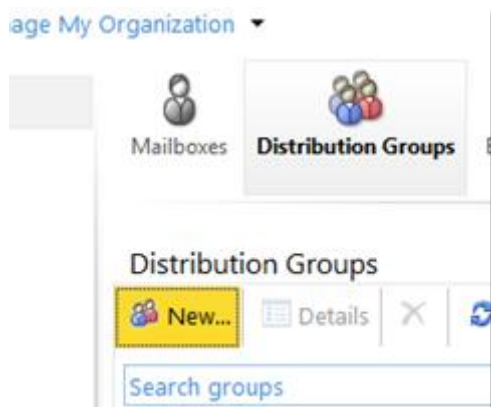 age My Organization
Mailboxes Distribution Groups
Distribution Groups
New... Details
Search groups